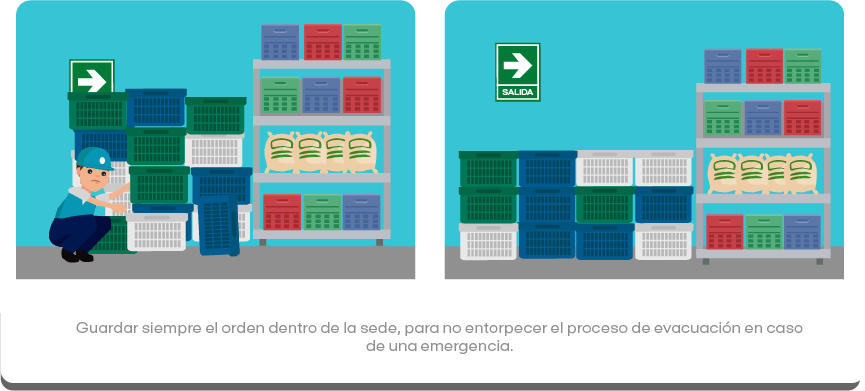 SALIDA
Guardar siempre el orden dentro de la sede, para no entorpecer el proceso de evacuación en caso
de una emergencia.